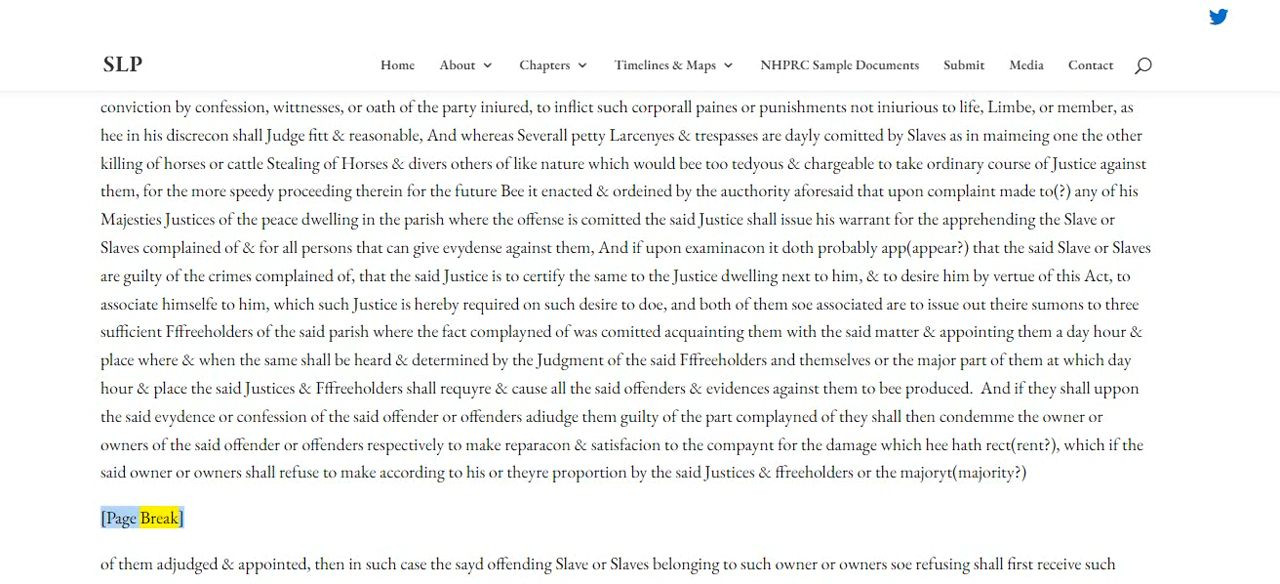 SLP
Home About Chapters Timelines & Maps NHPRC Sample Documents Submit Media Contact
conviction by confession, wittnesses, or oath of the party iniured, to inflict such corporall paines or punishments not iniurious to life, Limbe, or member, as
hee in his discrecon shall Judge fitt & reasonable, And whereas Severall petty Larcenyes & trespasses are dayly comitted by Slaves as in maimeing one the other
killing of horses or cattle Stealing of Horses & divers others of like nature which would bee too tedyous & chargeable to take ordinary course of Justice against
them, for the more speedy proceeding therein for the future Bee it enacted & ordeined by the aucthority aforesaid that upon complaint made to(?) any of his
Majesties Justices of the peace dwelling in the parish where the offense is comitted the said Justice shall issue his warrant for the apprehending the Slave or
Slaves complained of & for all persons that can give evydense against them, And if upon examinacon it doth probably app(appear?) that the said Slave or Slaves
are guilty of the crimes complained of, that the said Justice is to certify the same to the Justice dwelling next to him, & to desire him by vertue of this Act, to
associate himselfe to him, which such Justice is hereby required on such desire to doe, and both of them soe associated are to issue out theire sumons to three
sufficient Fffreeholders of the said parish where the fact complayned of was comitted acquainting them with the said matter & appointing them a day hour &
place where & when the same shall be heard & determined by the Judgment of the said Fffreeholders and themselves or the major part of them at which day
hour & place the said Justices & Fffreeholders shall requyre & cause all the said offenders & evidences against them to bee produced.  And if they shall uppon
the said evydence or confession of the said offender or offenders adiudge them guilty of the part complayned of they shall then condemme the owner or
owners of the said offender or offenders respectively to make reparacon & satisfacion to the compaynt for the damage which hee hath rect(rent?), which if the
said owner or owners shall refuse to make according to his or theyre proportion by the said Justices & ffreeholders or the majoryt(majority?)
[Page Break]
of them adjudged & appointed, then in such case the sayd offending Slave or Slaves belonging to such owner or owners soe refusing shall first receive such